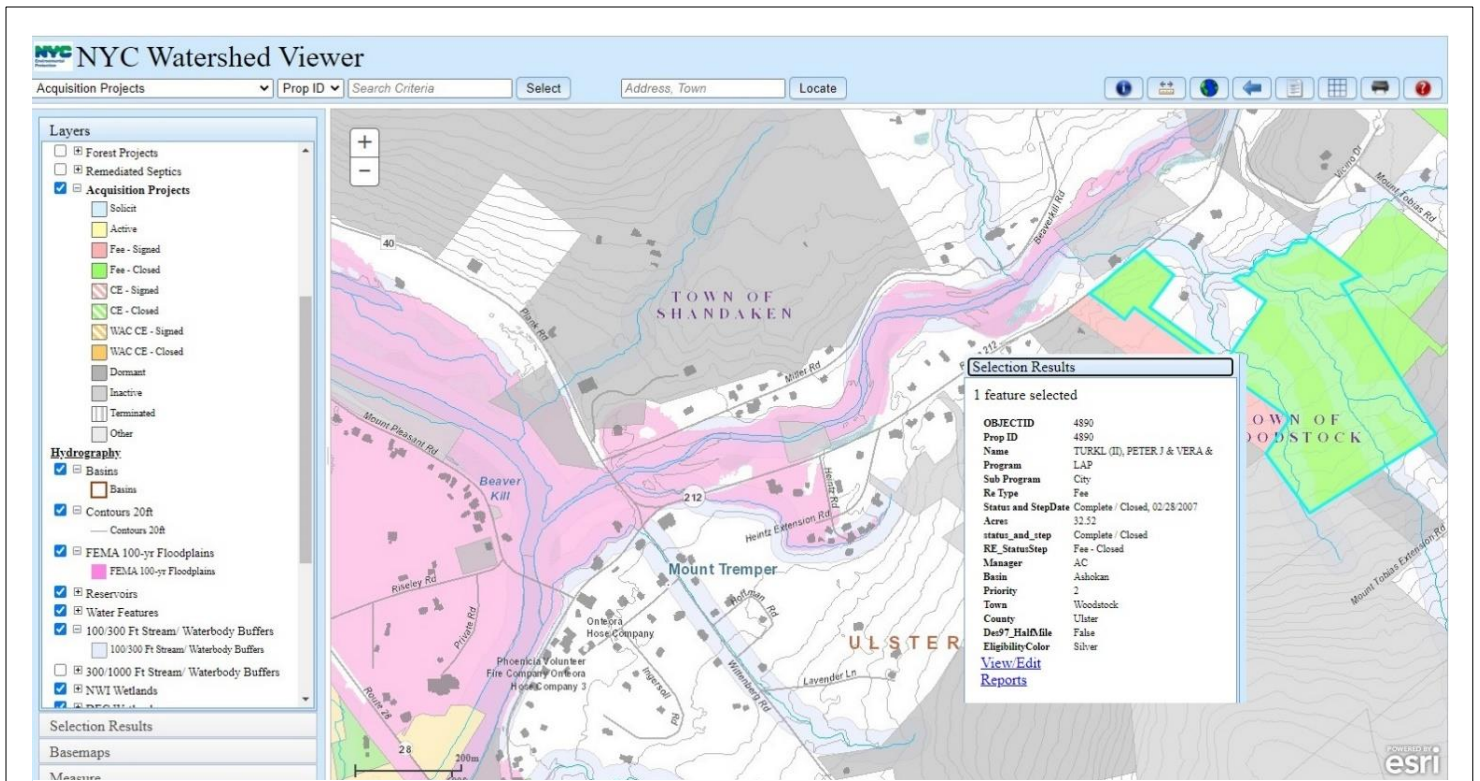 NYC Environmental Protection NYC Watershed Viewer
Acquisition Projects Prop ID Search Criteria Select Address, Town Locate
Layers
Forest Projects
Remediated Septics
Acquisition Projects
Solicit
Active
Fee - Signed
Fee - Closed
CE - Signed
CE - Closed
WAC CE - Signed
WAC CE - Closed
Dormant
Inactive
Terminated
Other
Hydrography
Basins
Basins
Contours 20ft
Contours 20ft
FEMA 100-yr Floodplains
FEMA 100-yr Floodplains
Reservoirs
Water Features
100/300 Ft Stream/ Waterbody Buffers
100/300 Ft Stream/ Waterbody Buffers
300/1000 Ft Stream/ Waterbody Buffers
NWI Wetlands
Selection Results
Basemaps
Measure
+
−
40
Plank Rd
TOWN OF
SHANDAKEN
Beaverkill Rd
Vicino Dr
Mount Tobias Rd
Miller Rd
212
Mount Pleasant Rd
Beaver
Kill
212
Heintz Rd
Heintz Extension Rd
Mount Tremper
Riseley Rd
Private Rd
Hoffman Rd
Onteora
Hose Company
Phoenicia Volunteer
Fire Company Onteora
Hose Company 3
Ingersoll Rd
Wittenberg Rd
Lavender Ln
ULSTER
Route 28
28
200m
OWN OF
OODSTOCK
Mount Tobias Extension Rd
Selection Results
1 feature selected
OBJECTID 4890
Prop ID 4890
Name TURKL (II), PETER J & VERA &
Program LAP
Sub Program City
Re Type Fee
Status and StepDate Complete / Closed, 02/28/2007
Acres 32.52
status_and_step Complete / Closed
RE_StatusStep Fee - Closed
Manager AC
Basin Ashokan
Priority 2
Town Woodstock
County Ulster
Des97_HalfMile False
EligibilityColor Silver
View/Edit
Reports
POWERED BY
esri